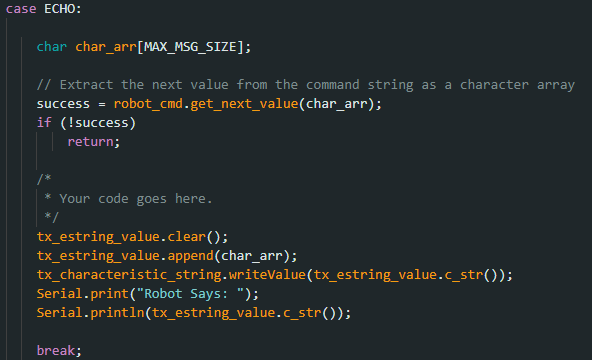 case ECHO:
char char_arr[MAX_MSG_SIZE];
// Extract the next value from the command string as a character array
success = robot_cmd.get_next_value(char_arr);
if (!success)
return;
/*
* Your code goes here.
*/
tx_estring_value.clear();
tx_estring_value.append(char_arr);
tx_characteristic_string.writeValue(tx_estring_value.c_str());
Serial.print("Robot Says: ");
Serial.println(tx_estring_value.c_str());
break;